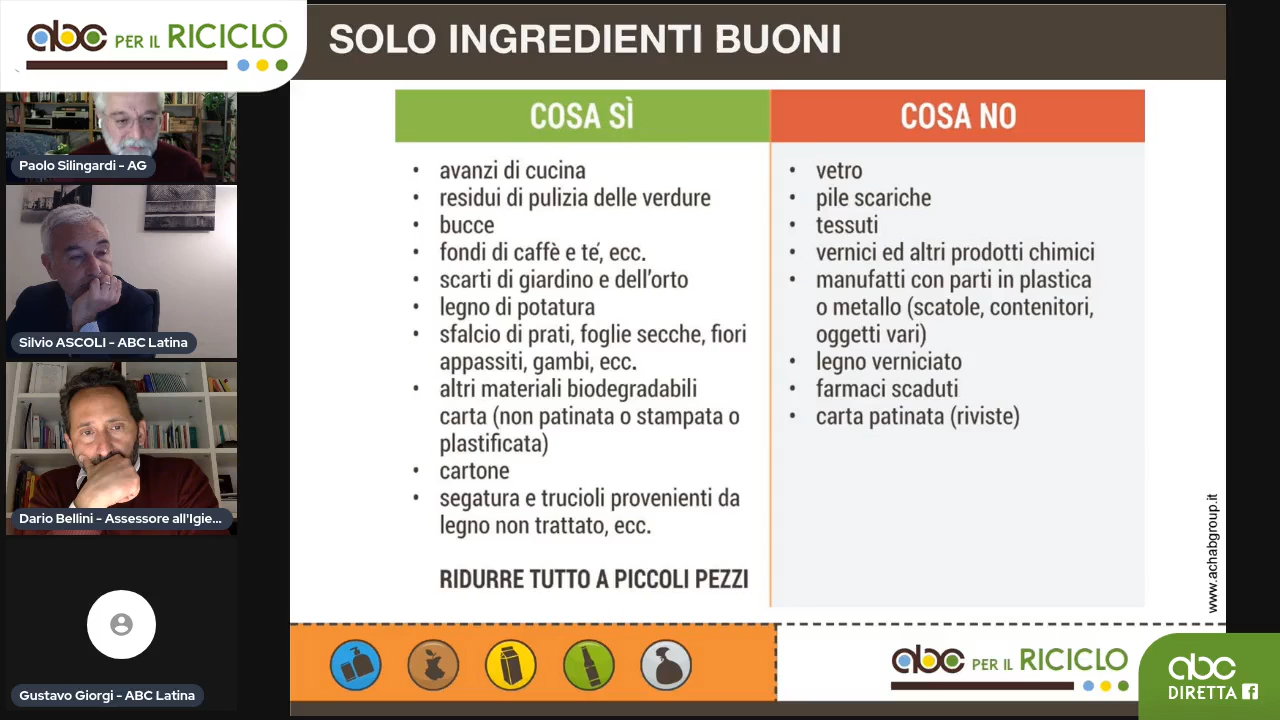 abc PER IL RICICLO
SOLO INGREDIENTI BUONI
Paolo Silingardi - AG
Silvio ASCOLI - ABC Latina
Dario Bellini - Assessore all'Igie...
Gustavo Giorgi - ABC Latina
COSA SÌ
• avanzi di cucina
• residui di pulizia delle verdure
• bucce
• fondi di caffè e té, ecc.
• scarti di giardino e dell'orto
• legno di potatura
• sfalcio di prati, foglie secche, fiori
appassiti, gambi, ecc.
• altri materiali biodegradabili
carta (non patinata o stampata o
plastificata)
• cartone
• segatura e trucioli provenienti da
legno non trattato, ecc.
RIDURRE TUTTO A PICCOLI PEZZI
COSA NO
• vetro
• pile scariche
• tessuti
• vernici ed altri prodotti chimici
• manufatti con parti in plastica
o metallo (scatole, contenitori,
oggetti vari)
• legno verniciato
• farmaci scaduti
• carta patinata (riviste)
www.achabgroup.it
abc PER IL RICICLO
abc
DIRETTA f